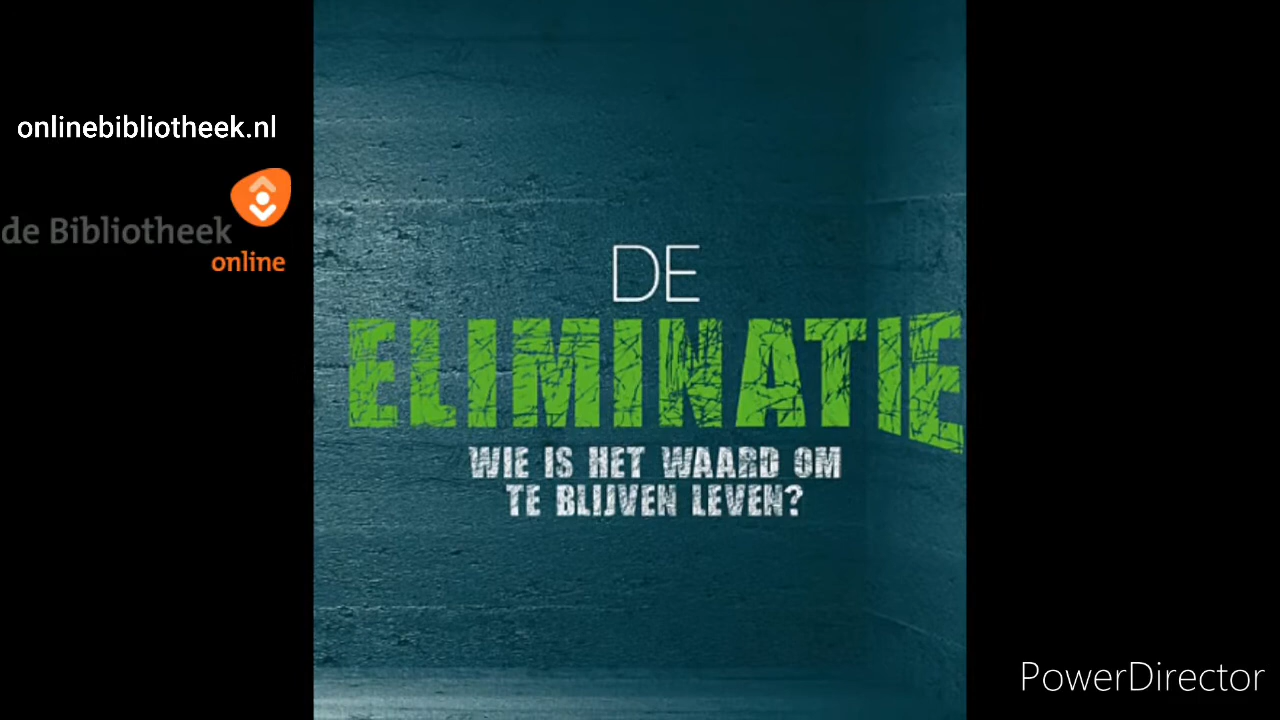 onlinebibliotheek.nl
de Bibliotheek
online
DE
ELIMINATIE
WIE IS HET WAARD OM
TE BLIJVEN LEVEN?
PowerDirector